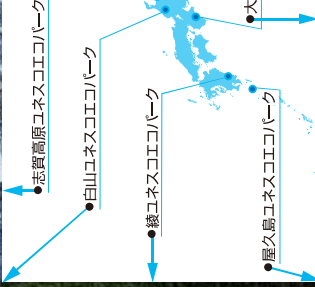 志賀高原ユネスコエコパーク
白山ユネスコエコパーク
綾ユネスコエコパーク
屋久島ユネスコエコパーク
大